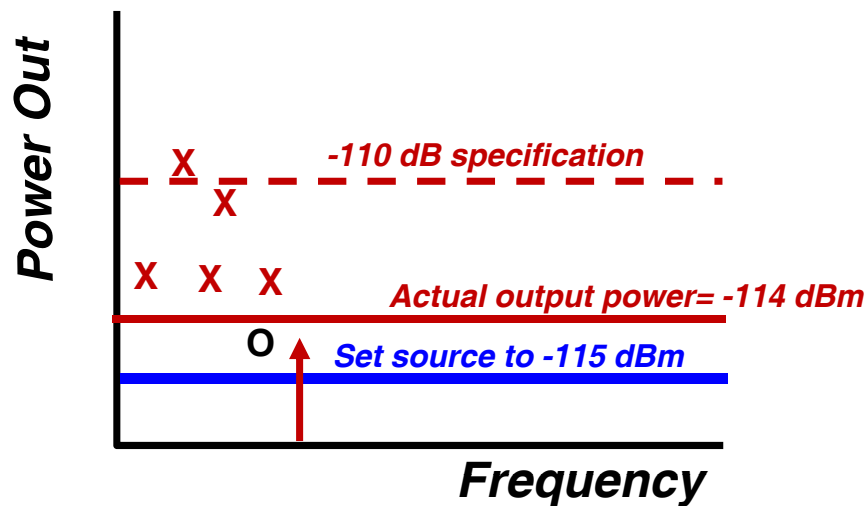 Power Out
X
-110 dB specification
X
X X X
Actual output power= -114 dBm
O
Set source to -115 dBm
Frequency